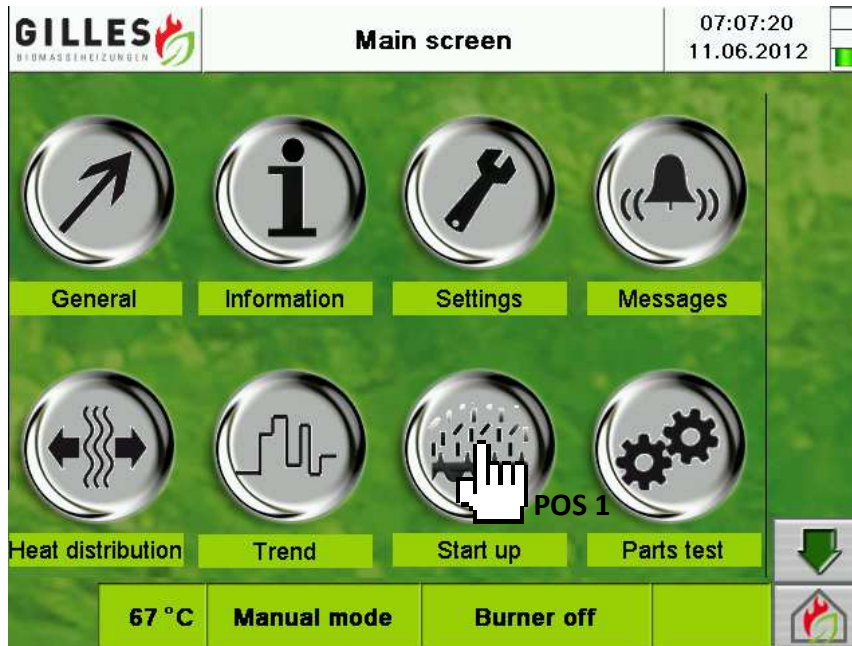 GILLES
BIOMASSEHEIZUNGEN
Main screen
07:07:20
11.06.2012
General
Information
Settings
Messages
POS 1
Heat distribution
Trend
Start up
Parts test
67 °C
Manual mode
Burner off